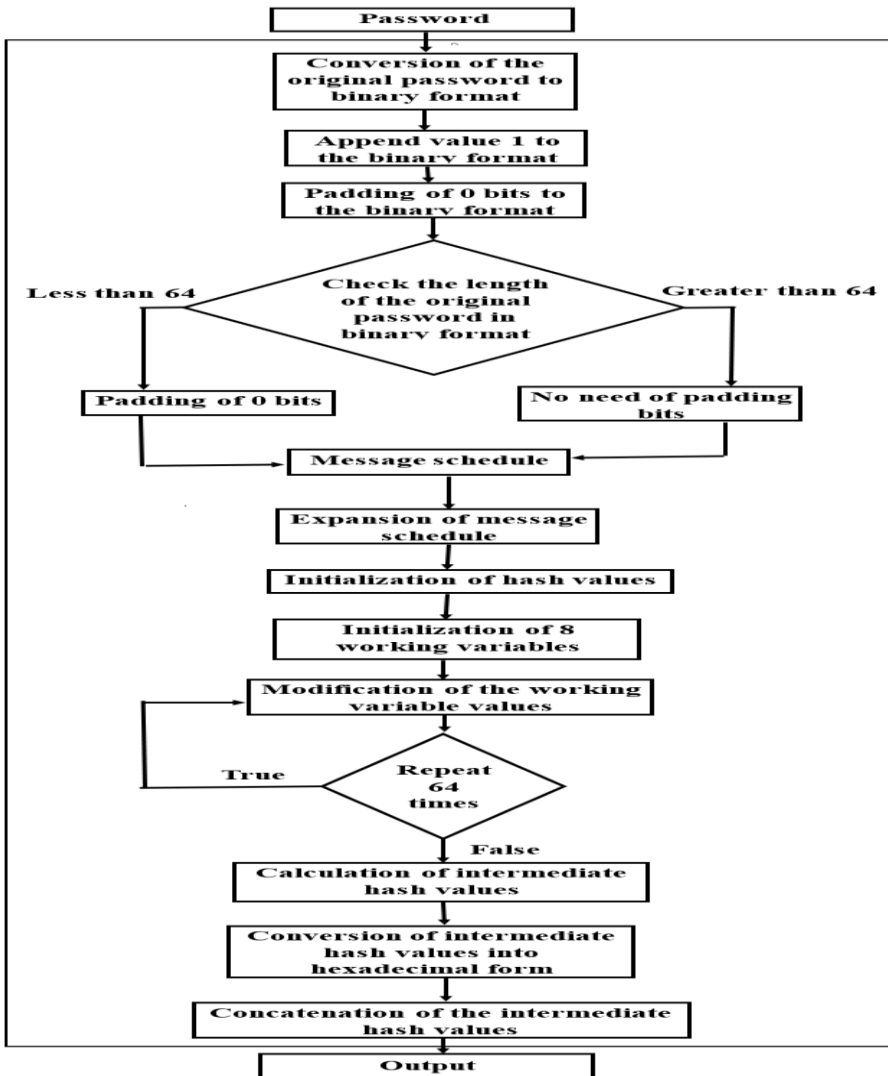 Password
Conversion of the
original password to
binary format
Append value 1 to
the binary format
Padding of 0 bits to
the binary format
Less than 64
Check the length
of the original
password in
binary format
Greater than 64
Padding of 0 bits
No need of padding
bits
Message schedule
Expansion of message
schedule
Initialization of hash values
Initialization of 8
working variables
Modification of the working
variable values
True
Repeat
64
times
False
Calculation of intermediate
hash values
Conversion of intermediate
hash values into
hexadecimal form
Concatenation of the intermediate
hash values
Output